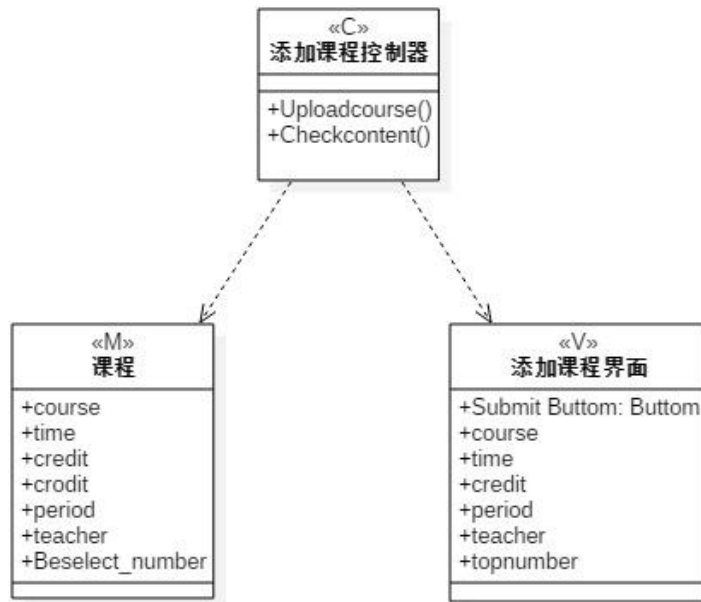 «C»
添加课程控制器
+Uploadcourse()
+Checkcontent()
«M»
课程
+course
+time
+credit
+crodit
+period
+teacher
+Beselect_number
«V»
添加课程界面
+Submit Buttom: Buttom
+course
+time
+credit
+period
+teacher
+topnumber